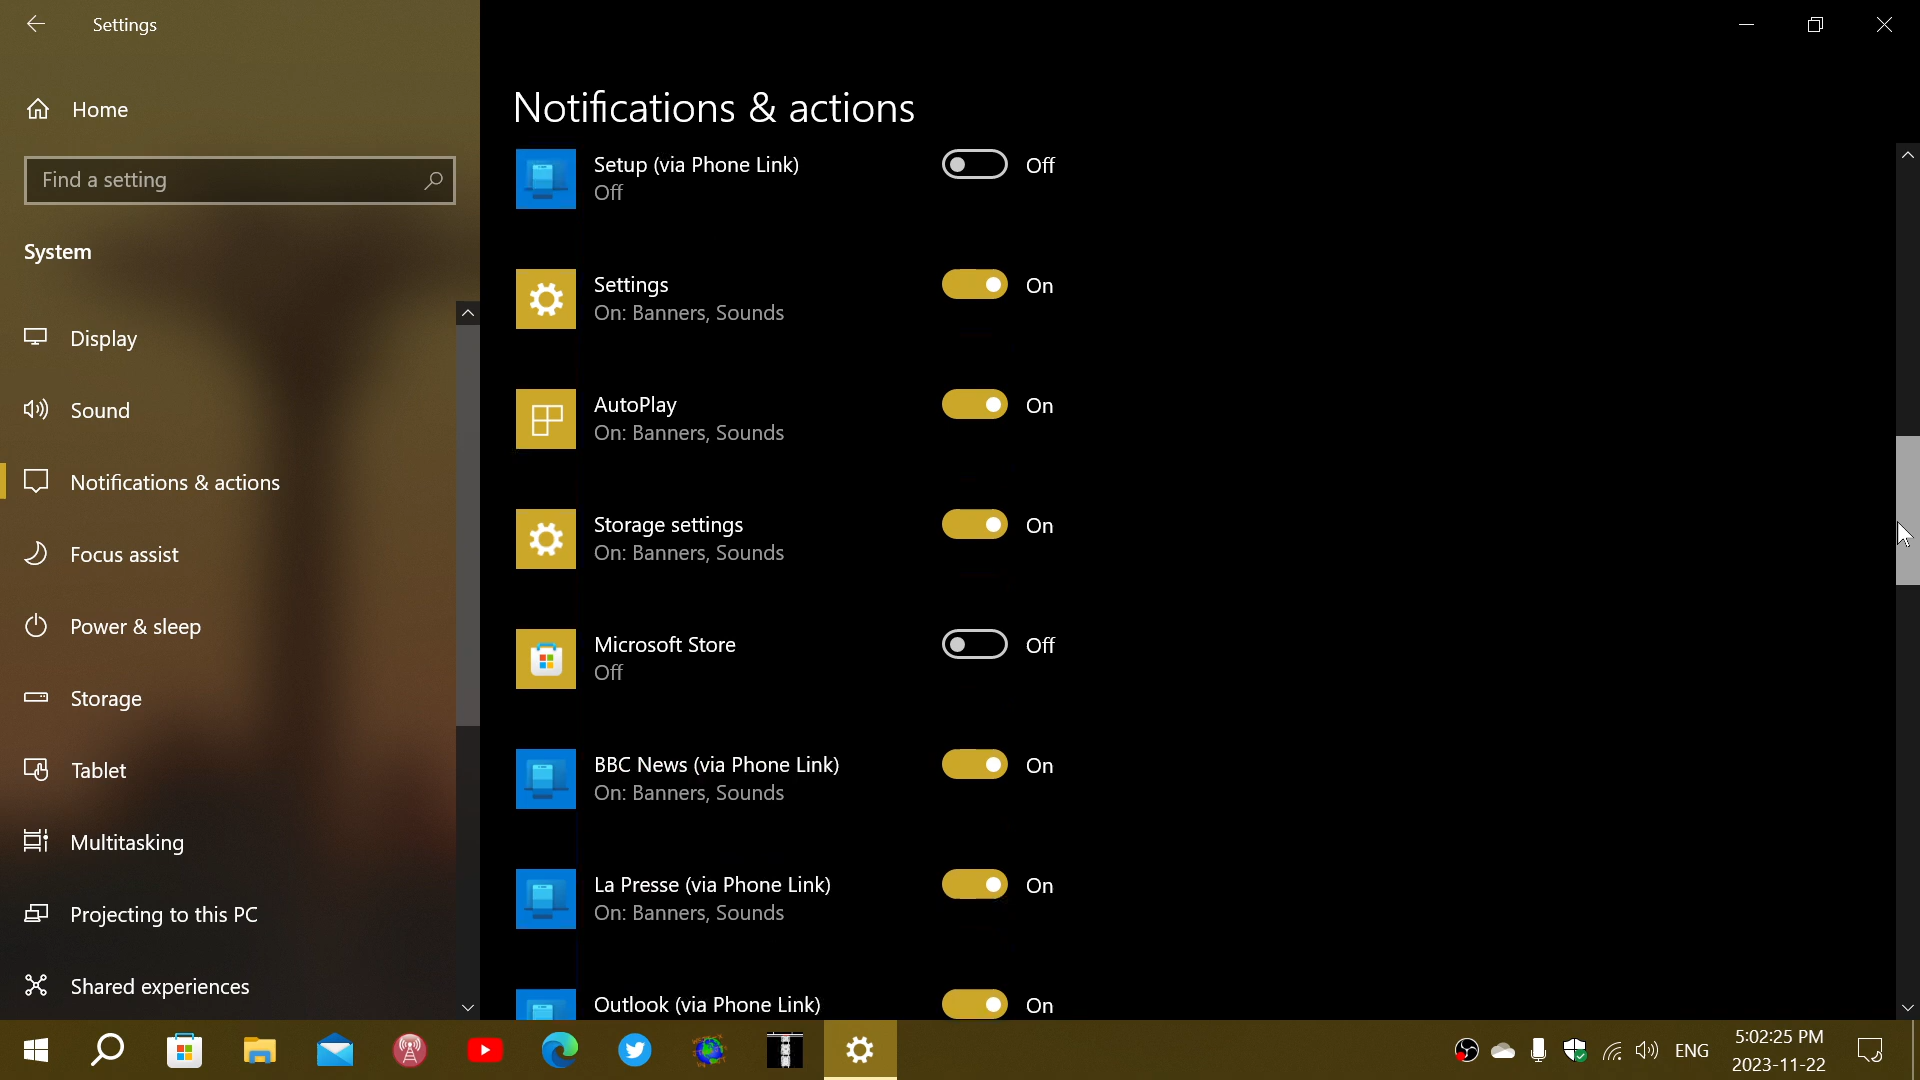 Settings
Home
Find a setting
System
Display
Sound
Notifications & actions
Focus assist
Power & sleep
Storage
Tablet
Multitasking
Projecting to this PC
Shared experiences
Notifications & actions
Setup (via Phone Link)
Off
Off
Settings
On
On: Banners, Sounds
AutoPlay
On
On: Banners, Sounds
Storage settings
On
On: Banners, Sounds
Microsoft Store
Off
Off
BBC News (via Phone Link)
On
On: Banners, Sounds
La Presse (via Phone Link)
On
On: Banners, Sounds
Outlook (via Phone Link)
On
ENG
5:02:25 PM
2023-11-22